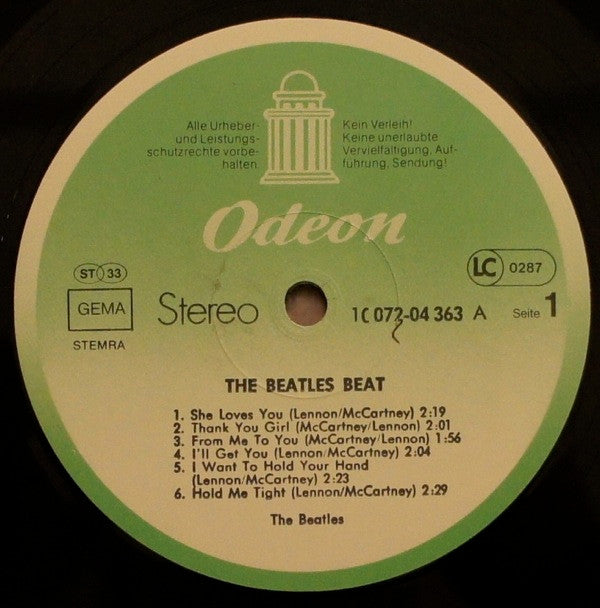 Alle Urheber-
und Leistungs-
schutzrechte vorbe-
halten.
Kein Verleih!
Keine unerlaubte
Vervielfältigung, Auf-
führung, Sendung!
Odeon
ST 33
GEMA
STEMRA
Stereo
LC 0287
1C 072-04 363 A
Seite 1
THE BEATLES BEAT
1. She Loves You (Lennon/McCartney) 2:19
2. Thank You Girl (McCartney/Lennon) 2:01
3. From Me To You (McCartney/Lennon) 1:56
4. I'll Get You (Lennon/McCartney) 2:04
5. I Want To Hold Your Hand
(Lennon/McCartney) 2:23
6. Hold Me Tight (Lennon/McCartney) 2:29
The Beatles